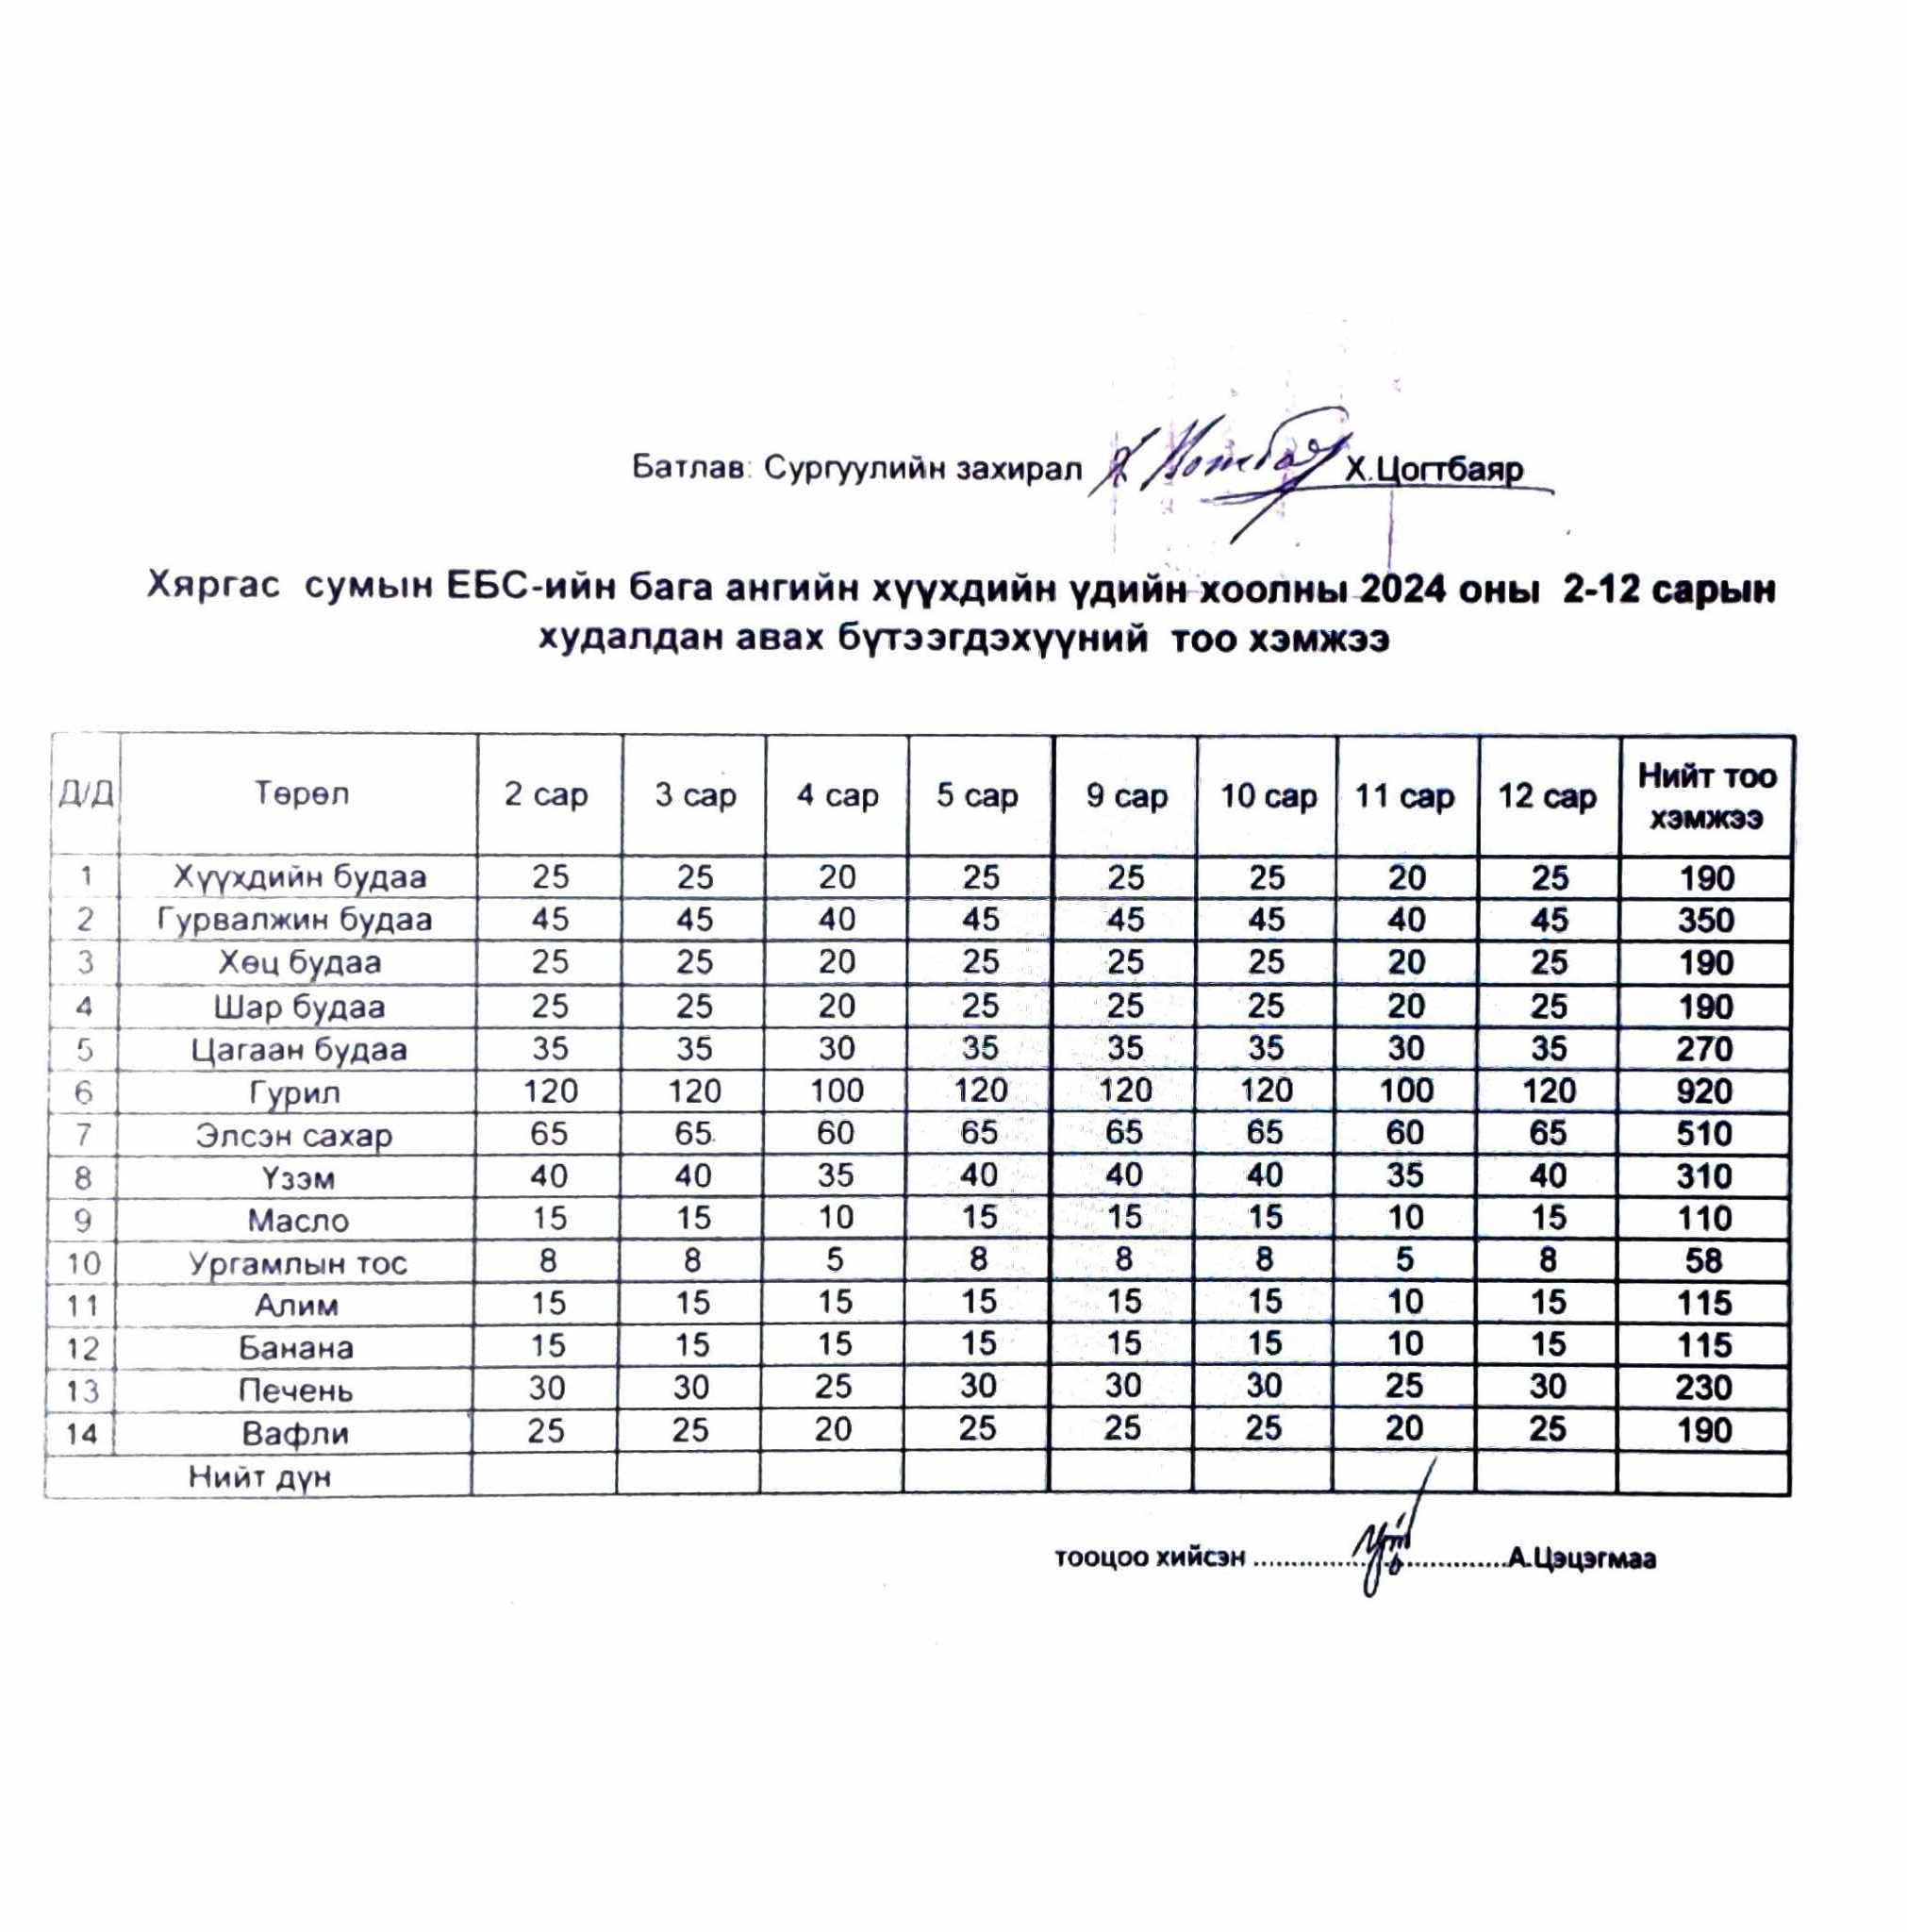 Батлав: Сургуулийн захирал Х.Цогтбаяр
Хяргас сумын ЕБС-ийн бага ангийн хүүхдийн үдийн хоолны 2024 оны 2-12 сарын
худалдан авах бүтээгдэхүүний тоо хэмжээ
Д/Д Төрөл 2 сар 3 сар 4 сар 5 сар 9 сар 10 сар 11 сар 12 сар Нийт тоо хэмжээ
1 Хүүхдийн будаа 25 25 20 25 25 25 20 25 190
2 Гурвалжин будаа 45 45 40 45 45 45 40 45 350
3 Хөц будаа 25 25 20 25 25 25 20 25 190
4 Шар будаа 25 25 20 25 25 25 20 25 190
5 Цагаан будаа 35 35 30 35 35 35 30 35 270
6 Гурил 120 120 100 120 120 120 100 120 920
7 Элсэн сахар 65 65 60 65 65 65 60 65 510
8 Үзэм 40 40 35 40 40 40 35 40 310
9 Масло 15 15 10 15 15 15 10 15 110
10 Ургамлын тос 8 8 5 8 8 8 5 8 58
11 Алим 15 15 15 15 15 15 10 15 115
12 Банана 15 15 15 15 15 15 10 15 115
13 Печень 30 30 25 30 30 30 25 30 230
14 Вафли 25 25 20 25 25 25 20 25 190
Нийт дүн
тооцоо хийсэн ..............................А.Цэцэгмаа